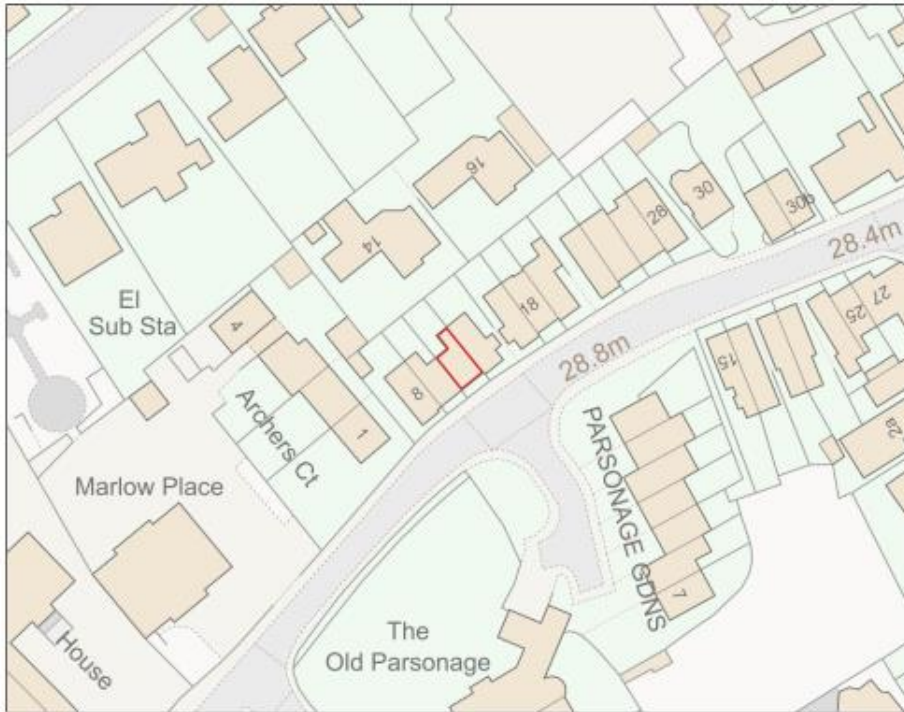 16
30
28
30b
28.4m
14
El
Sub Sta
4
18
27
25
28.8m
15
8
Archers Ct
1
2a
PARSONAGE GDNS
Marlow Place
7
The
Old Parsonage
House